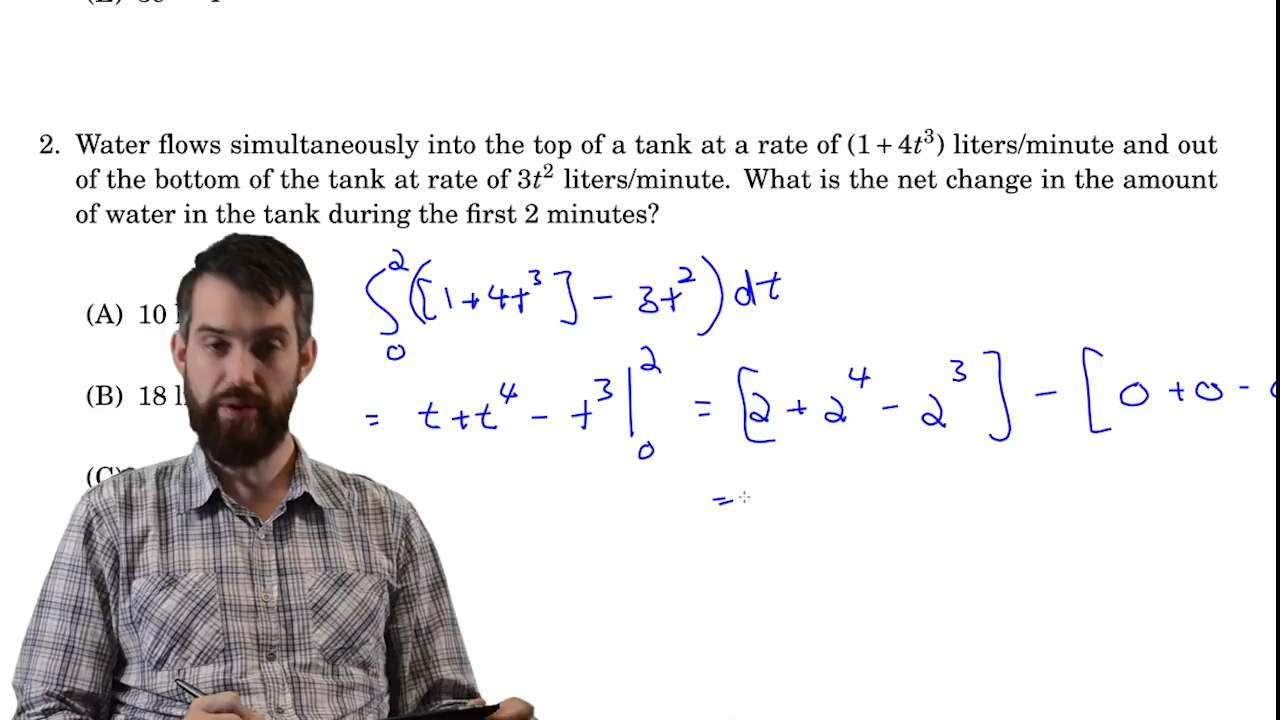 2. Water flows simultaneously into the top of a tank at a rate of (1 + 4t³) liters/minute and out
of the bottom of the tank at rate of 3t² liters/minute. What is the net change in the amount
of water in the tank during the first 2 minutes?
∫₀² ([1+4t³] − 3t²) dt
(A) 10
(B) 18 l
= t+t⁴ − t³ |₀² = [2 + 2⁴ − 2³] − [0 + 0 −
(C)
=